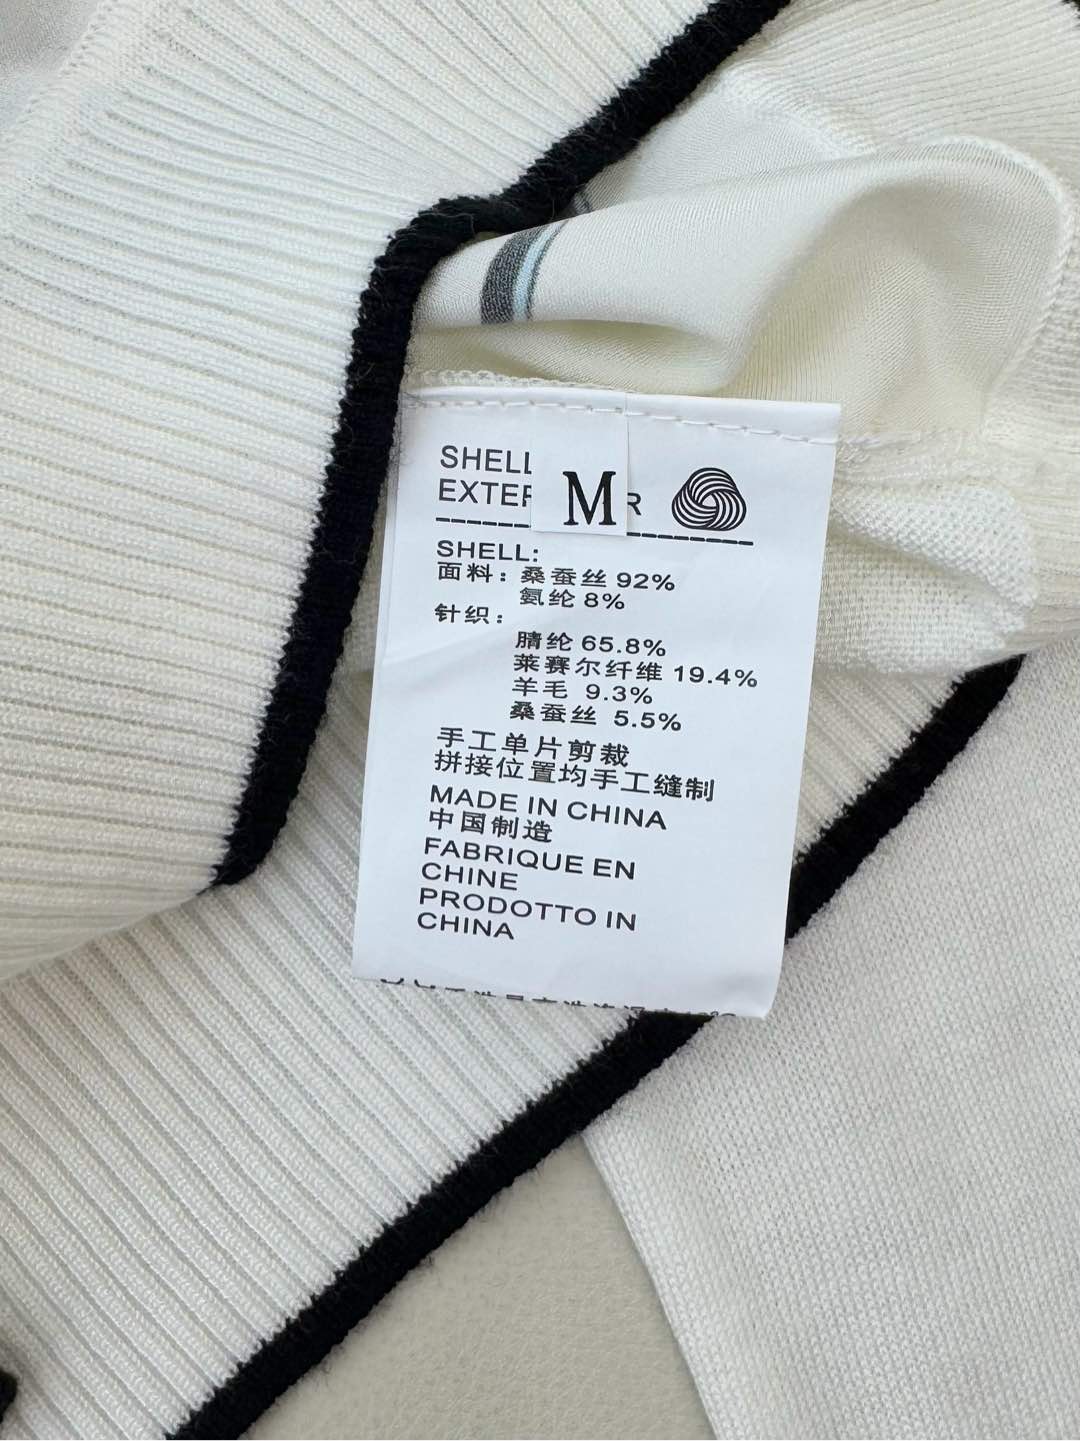 SHELL
EXTER
M
R
SHELL:
面料：桑蚕丝 92%
氨纶 8%
针织：
腈纶 65.8%
莱赛尔纤维 19.4%
羊毛 9.3%
桑蚕丝 5.5%
手工单片剪裁
拼接位置均手工缝制
MADE IN CHINA
中国制造
FABRIQUE EN
CHINE
PRODOTTO IN
CHINA